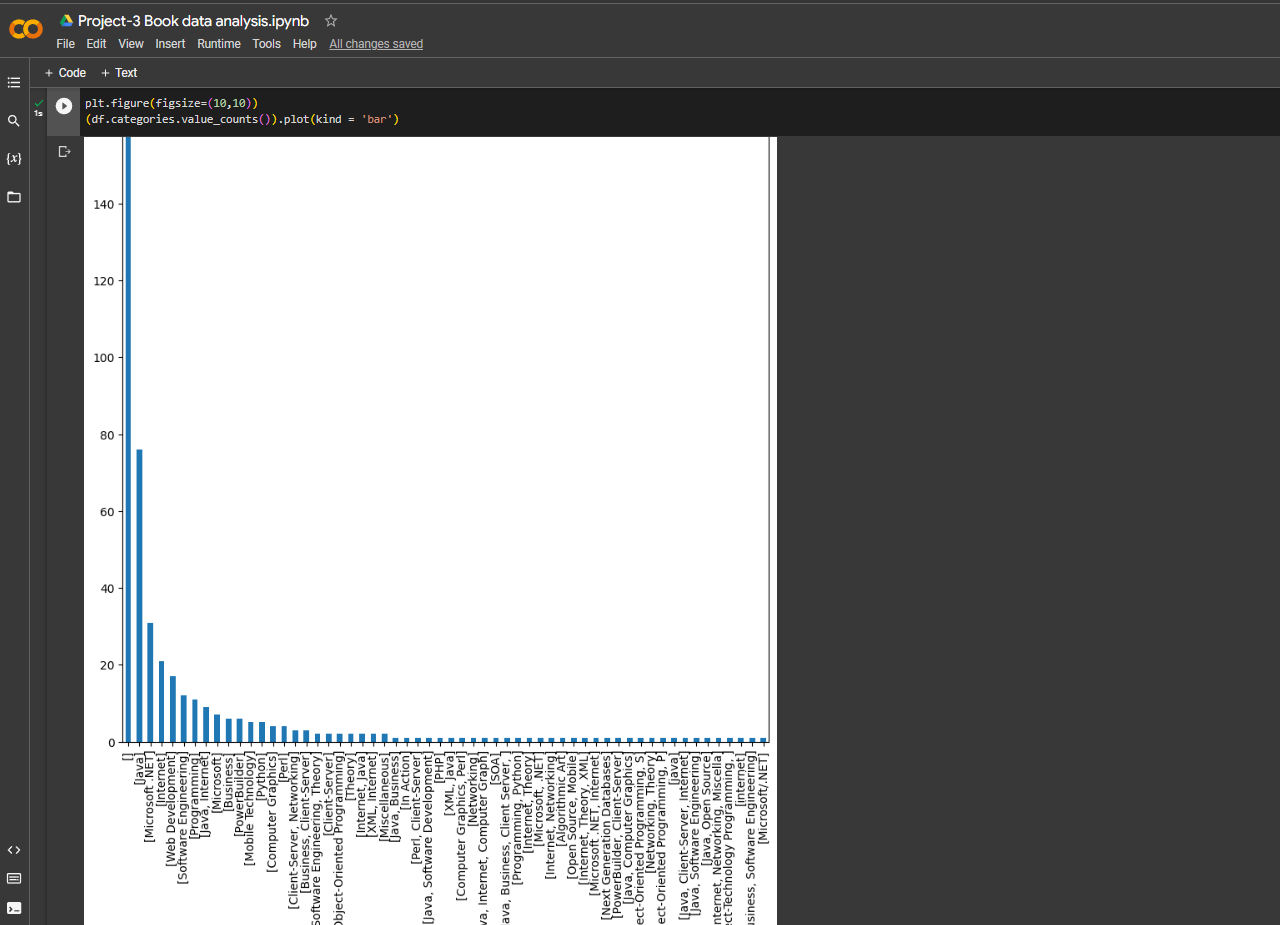 Project-3 Book data analysis.ipynb
File Edit View Insert Runtime Tools Help All changes saved
+ Code + Text
1s
plt.figure(figsize=(10,10))
(df.categories.value_counts()).plot(kind = 'bar')
{x}
140
120
100
80
60
40
20
0
[]
[Java]
[Microsoft .NET]
[Internet]
[Web Development]
[Software Engineering]
[Programming]
[Java, Internet]
[Microsoft]
[Business]
[PowerBuilder]
[Mobile Technology]
[Python]
[Computer Graphics]
[Perl]
[Client-Server, Networking]
[Business, Client-Server]
Software Engineering, Theory]
[Client-Server]
Object-Oriented Programming]
[Theory]
[Internet, Java]
[XML, Internet]
[Miscellaneous]
[Java, Business]
[In Action]
[Perl, Client-Server]
[Java, Software Development]
[PHP]
[XML, Java]
[Computer Graphics, Perl]
[Networking]
va, Internet, Computer Graph]
[SOA]
ava, Business, Client Server, ]
[Programming, Python]
[Internet, Theory]
[Microsoft, .NET]
[Internet, Networking]
[Algorithmic Art]
[Open Source, Mobile]
[Internet, Theory, XML]
[Microsoft .NET, Internet]
[Next Generation Databases]
[PowerBuilder, Client-Server]
[Java, Computer Graphics]
ect-Oriented Programming, S]
[Networking, Theory]
ect-Oriented Programming, P]
[java]
[Java, Client-Server, Internet]
[Java, Software Engineering]
[Java, Open Source]
nternet, Networking, Miscella]
ect-Technology Programming, ]
[internet]
usiness, Software Engineering]
[Microsoft/.NET]